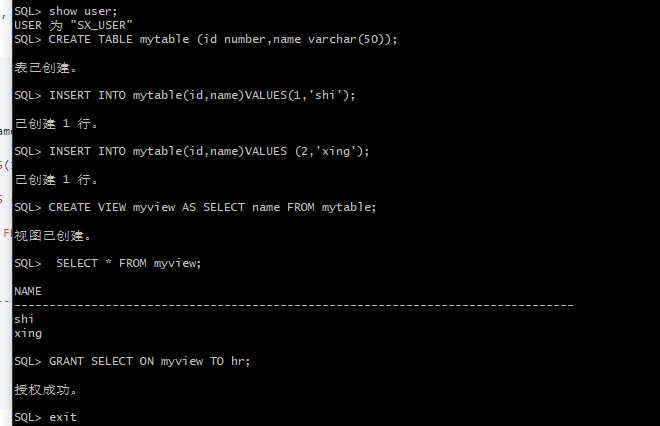 SQL> show user;
USER 为 "SX_USER"
SQL> CREATE TABLE mytable (id number,name varchar(50));
表已创建。
SQL> INSERT INTO mytable(id,name)VALUES(1,'shi');
已创建 1 行。
SQL> INSERT INTO mytable(id,name)VALUES (2,'xing');
已创建 1 行。
SQL> CREATE VIEW myview AS SELECT name FROM mytable;
视图已创建。
SQL>  SELECT * FROM myview;
NAME
--------------------------------------------------------------------------------
shi
xing
SQL> GRANT SELECT ON myview TO hr;
授权成功。
SQL> exit